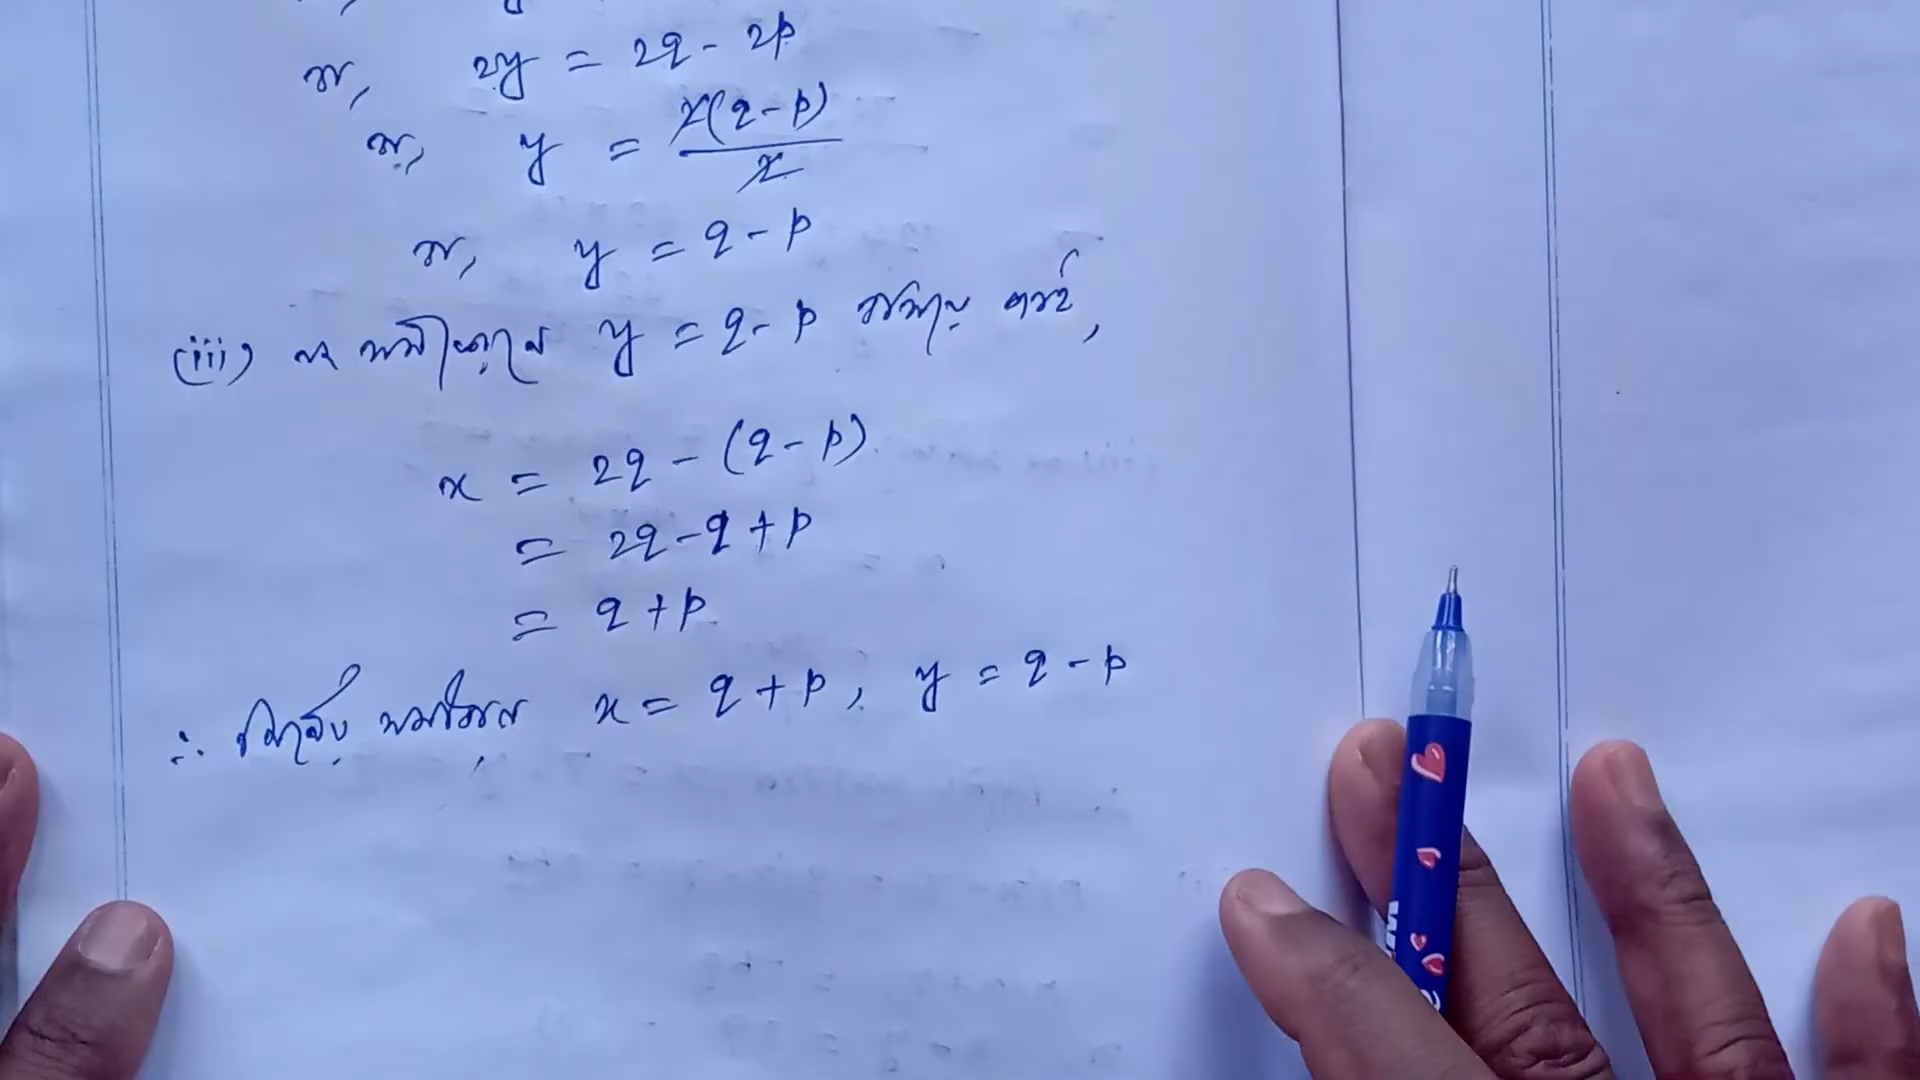 বা, 2y = 2q - 2p
বা, y = 2(q - p) / 2
বা, y = q - p
(iii) নং সমীকরণে y = q - p বসিয়ে পাই,
x = 2q - (q - p)
= 2q - q + p
= q + p
∴ নির্ণেয় সমাধান x = q + p, y = q - p